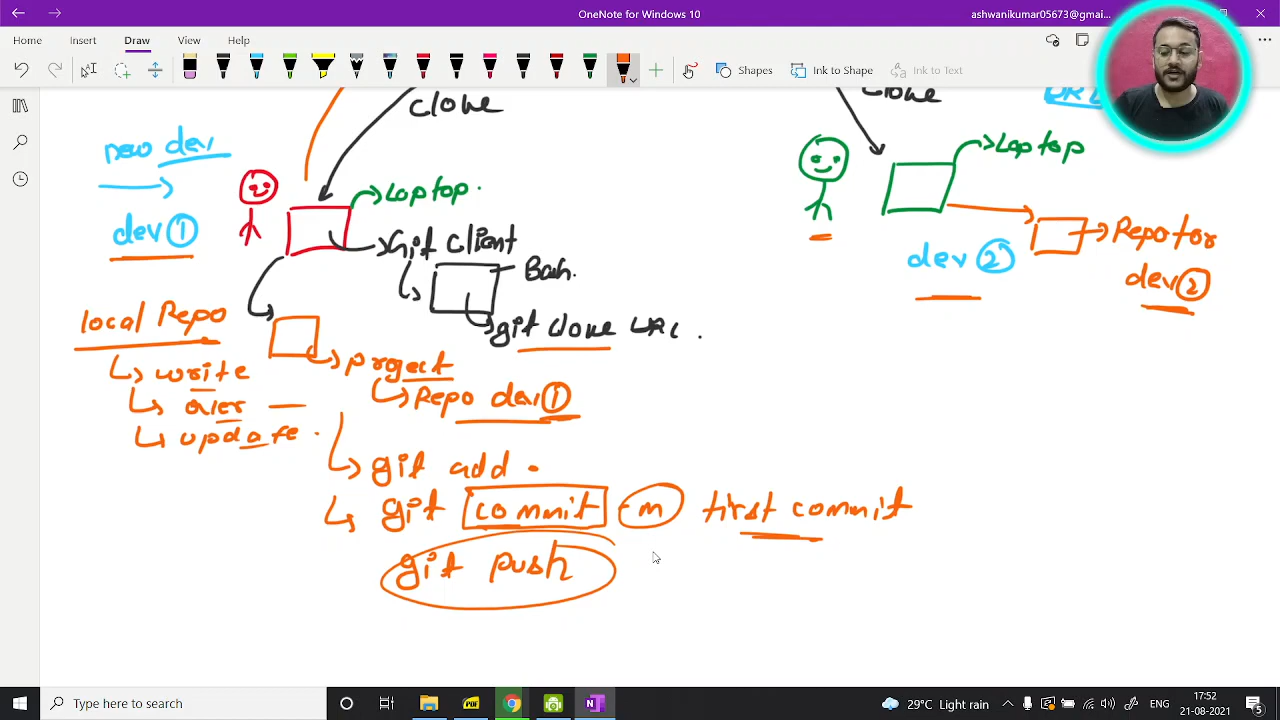 OneNote for Windows 10
ashwanikumar05673@gmai...
Home Insert Draw View Help
Shapes Ink to Shape Ink to Text
clone
clone
new dev
dev 1
Laptop.
Git Client
Bash.
git clone URL .
Laptop
dev 2
Repo for
dev 2
local Repo
write
over
update .
project
Repo dev 1
git add .
git commit -m first commit
git push
Type here to search
PDF
N
29°C Light rain
ENG
17:52
21-08-2021